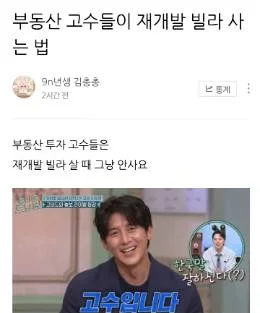 부동산 고수들이 재개발 빌라 사
는 법
9n년생 김총총
2시간 전
통계
부동산 투자 고수들은
재개발 빌라 살 때 그냥 안사요
한국말
잘하신다(?)
고수입니다